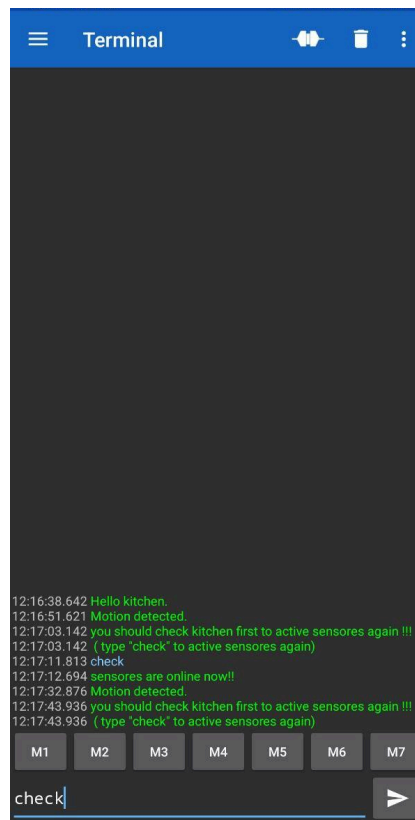 Terminal
12:16:38.642 Hello kitchen.
12:16:51.621 Motion detected.
12:17:03.142 you should check kitchen first to active sensores again !!!
12:17:03.142 ( type "check" to active sensores again)
12:17:11.813 check
12:17:12.694 sensores are online now!!
12:17:32.876 Motion detected.
12:17:43.936 you should check kitchen first to active sensores again !!!
12:17:43.936 ( type "check" to active sensores again)
M1 M2 M3 M4 M5 M6 M7
check